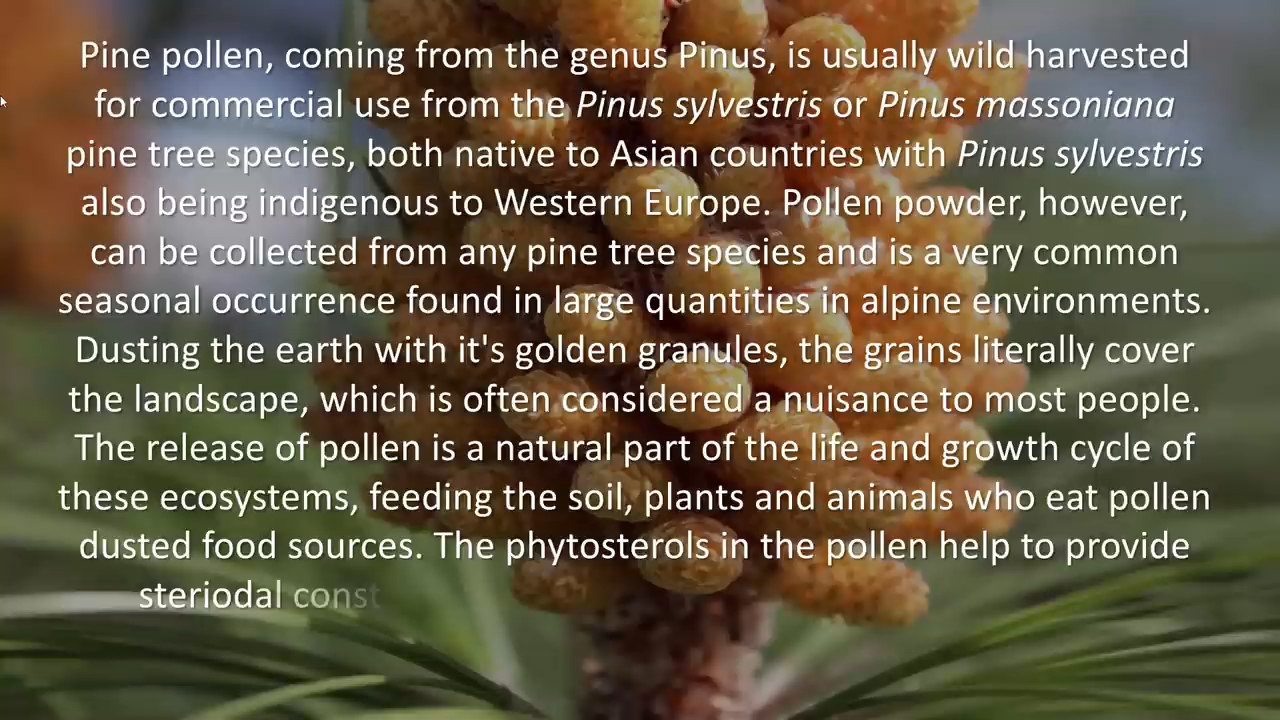 Pine pollen, coming from the genus Pinus, is usually wild harvested
for commercial use from the Pinus sylvestris or Pinus massoniana
pine tree species, both native to Asian countries with Pinus sylvestris
also being indigenous to Western Europe. Pollen powder, however,
can be collected from any pine tree species and is a very common
seasonal occurrence found in large quantities in alpine environments.
Dusting the earth with it's golden granules, the grains literally cover
the landscape, which is often considered a nuisance to most people.
The release of pollen is a natural part of the life and growth cycle of
these ecosystems, feeding the soil, plants and animals who eat pollen
dusted food sources. The phytosterols in the pollen help to provide
steriodal const